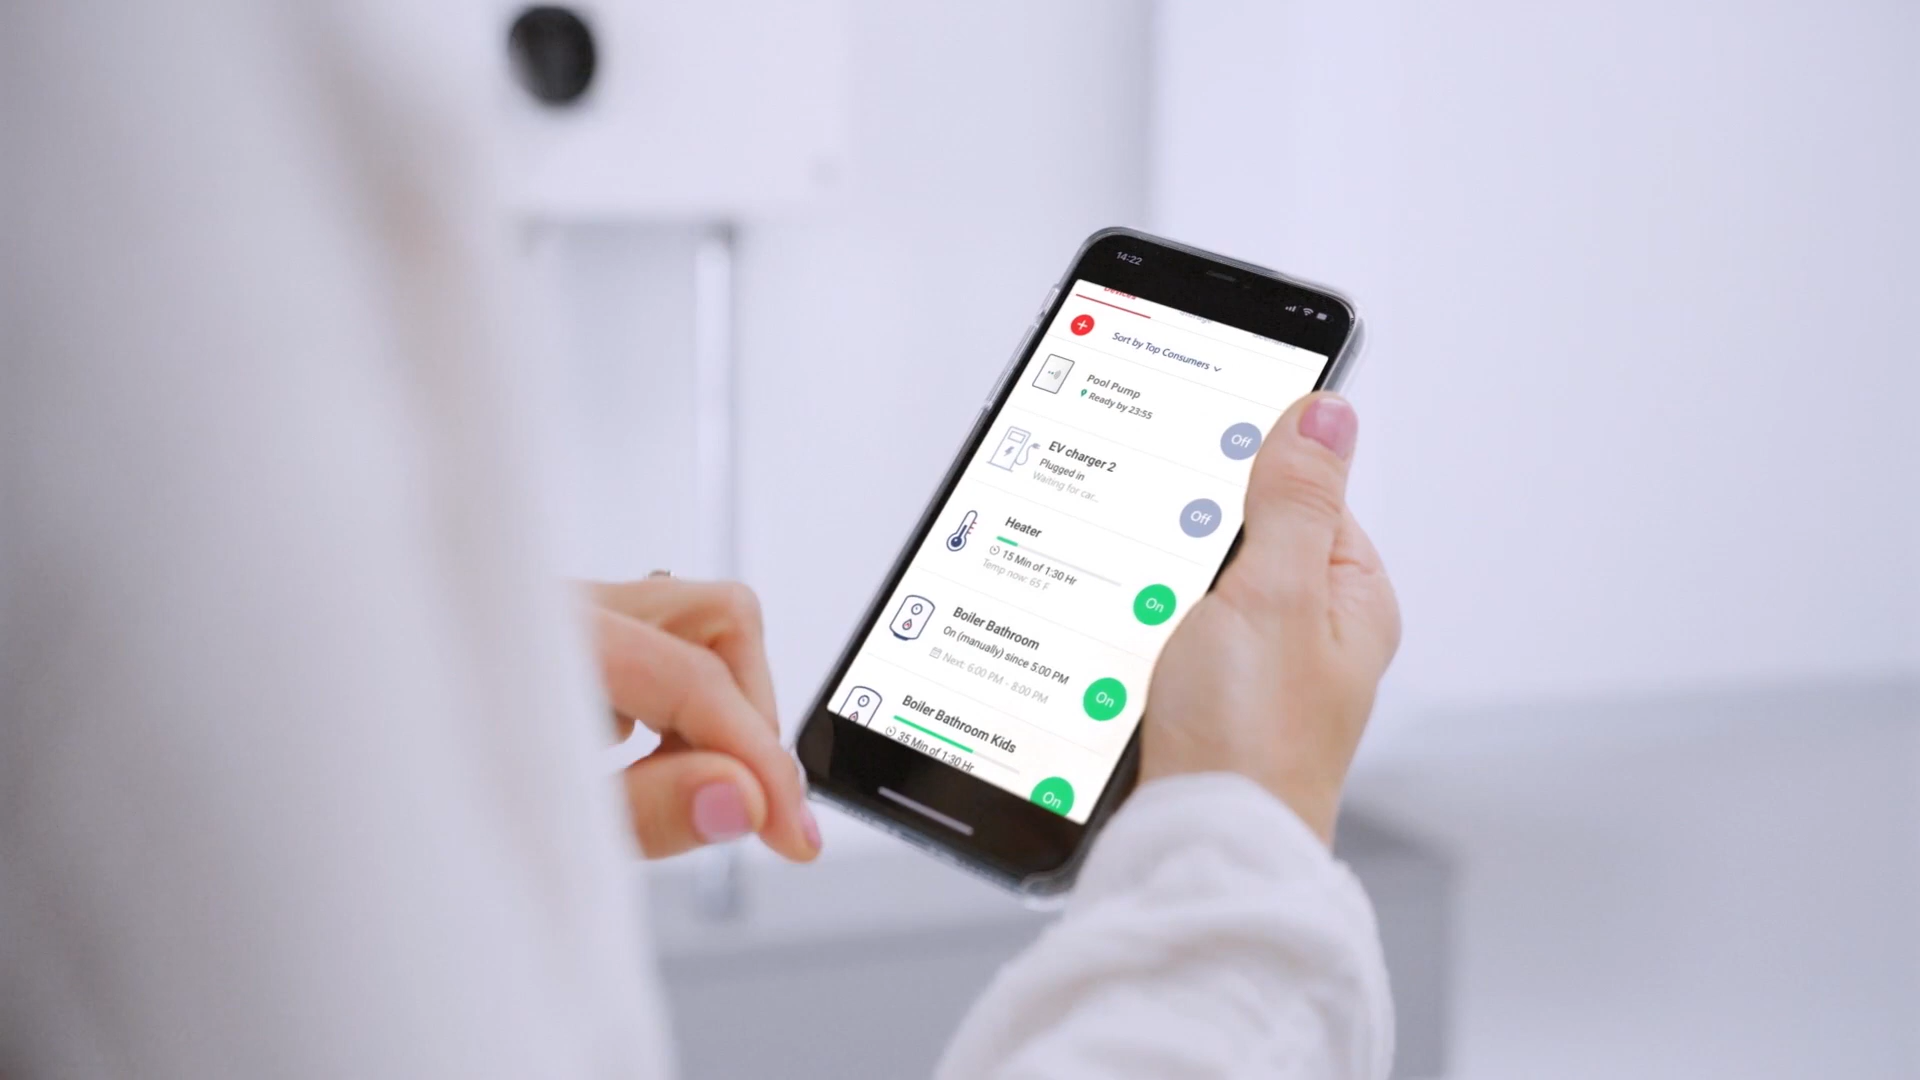 14:22
Devices
Sort by Top Consumers
Pool Pump
Ready by 23:55
Off
EV charger 2
Plugged in
Waiting for car...
Off
Heater
15 Min of 1:30 Hr
Temp now: 65 F
On
Boiler Bathroom
On (manually) since 5:00 PM
Next: 6:00 PM - 8:00 PM
On
Boiler Bathroom Kids
35 Min of 1:30 Hr
On